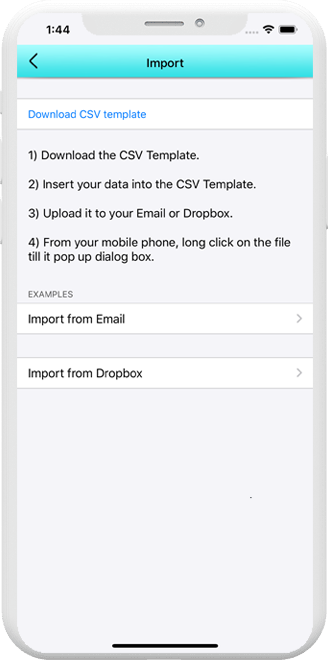 1:44
Import
Download CSV template
1) Download the CSV Template.
2) Insert your data into the CSV Template.
3) Upload it to your Email or Dropbox.
4) From your mobile phone, long click on the file
till it pop up dialog box.
EXAMPLES
Import from Email
Import from Dropbox